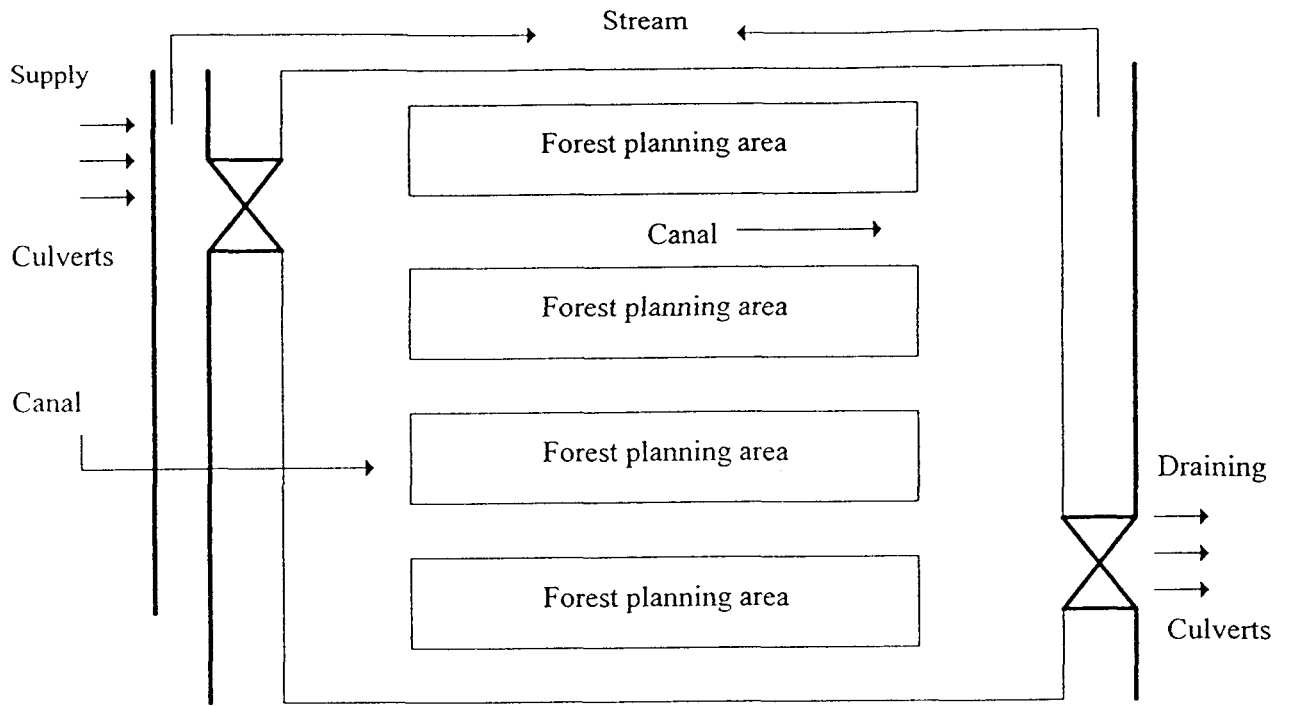 Stream
Supply
Forest planning area
Canal
Culverts
Forest planning area
Canal
Forest planning area
Draining
Forest planning area
Culverts